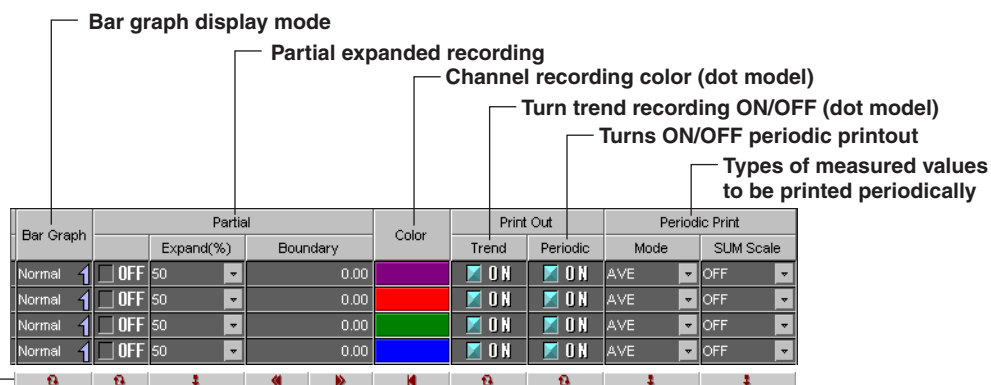 Bar graph display mode
Partial expanded recording
Channel recording color (dot model)
Turn trend recording ON/OFF (dot model)
Turns ON/OFF periodic printout
Types of measured values
to be printed periodically
Bar Graph Partial Color Print Out Periodic Print
Expand(%) Boundary Trend Periodic Mode SUM Scale
Normal 1 OFF 50 0.00 ON ON AVE OFF
Normal 1 OFF 50 0.00 ON ON AVE OFF
Normal 1 OFF 50 0.00 ON ON AVE OFF
Normal 1 OFF 50 0.00 ON ON AVE OFF